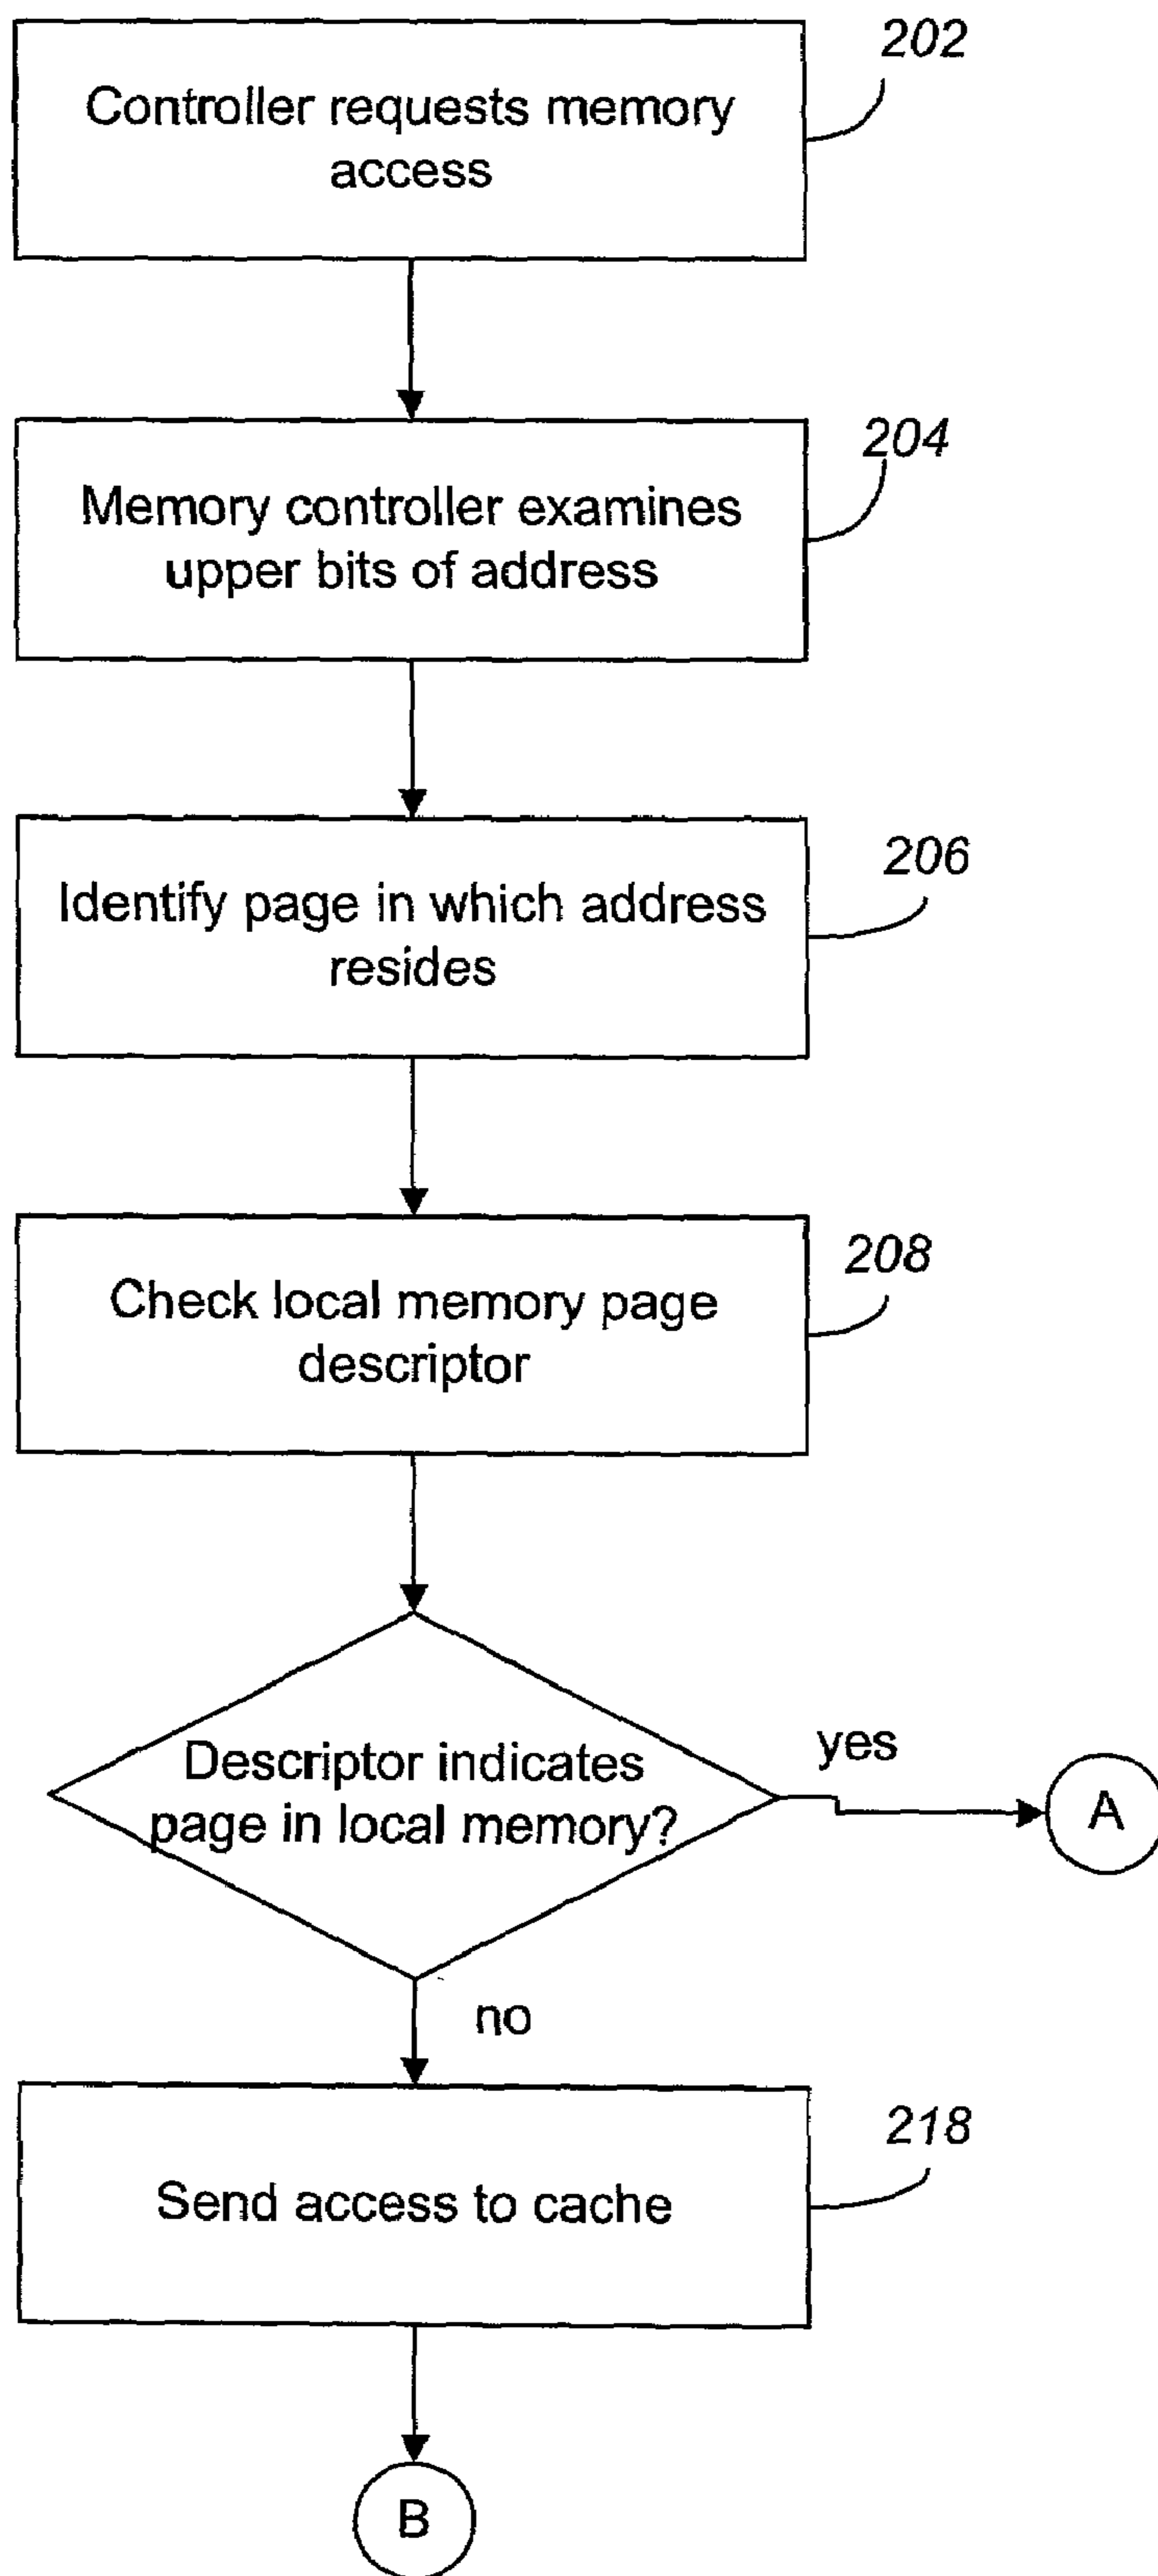 202
Controller requests memory
access
204
Memory controller examines
upper bits of address
206
Identify page in which address
resides
208
Check local memory page
descriptor
Descriptor indicates
page in local memory?
yes
A
no
218
Send access to cache
B